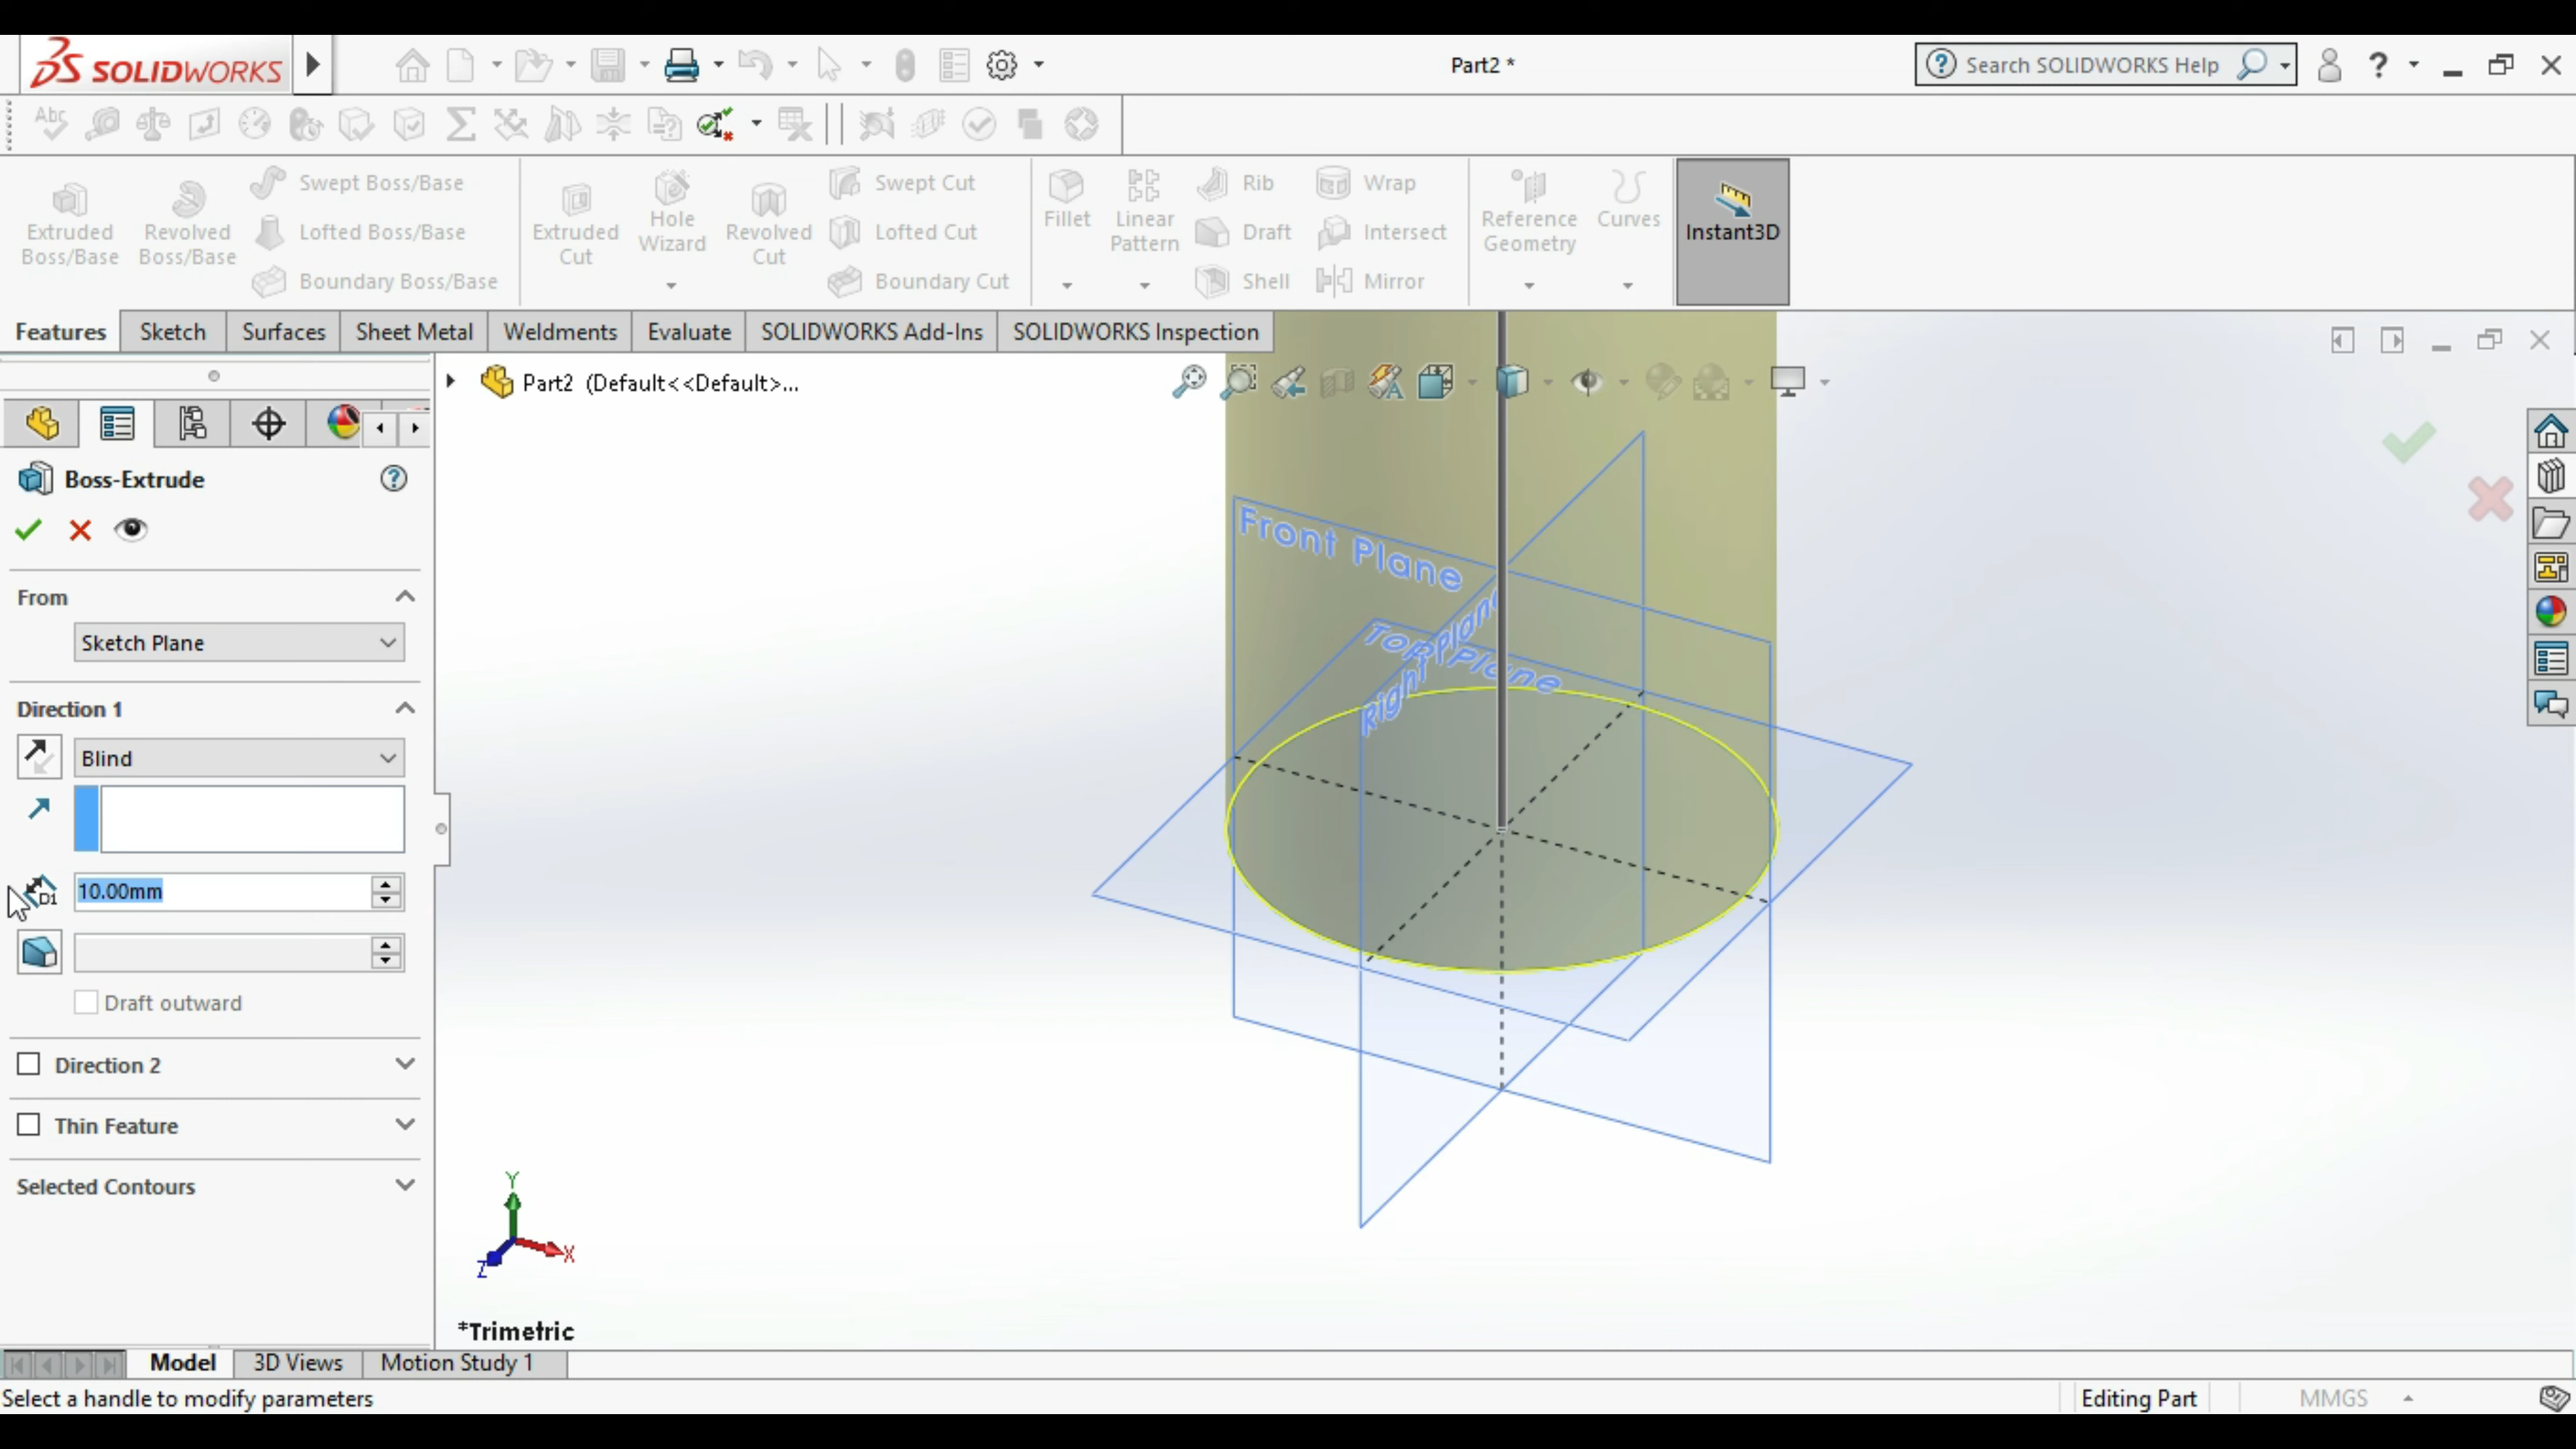 SOLIDWORKS
Part2 *
Search SOLIDWORKS Help
Abc
Extruded Boss/Base
Revolved Boss/Base
Swept Boss/Base
Lofted Boss/Base
Boundary Boss/Base
Extruded Cut
Hole Wizard
Revolved Cut
Swept Cut
Lofted Cut
Boundary Cut
Fillet
Linear Pattern
Rib
Draft
Shell
Wrap
Intersect
Mirror
Reference Geometry
Curves
Instant3D
Features
Sketch
Surfaces
Sheet Metal
Weldments
Evaluate
SOLIDWORKS Add-Ins
SOLIDWORKS Inspection
Part2 (Default<<Default>...
Boss-Extrude
From
Sketch Plane
Direction 1
Blind
D1
10.00mm
Draft outward
Direction 2
Thin Feature
Selected Contours
Front Plane
Top Plane
Right Plane
Y
X
Z
*Trimetric
Model
3D Views
Motion Study 1
Select a handle to modify parameters
Editing Part
MMGS